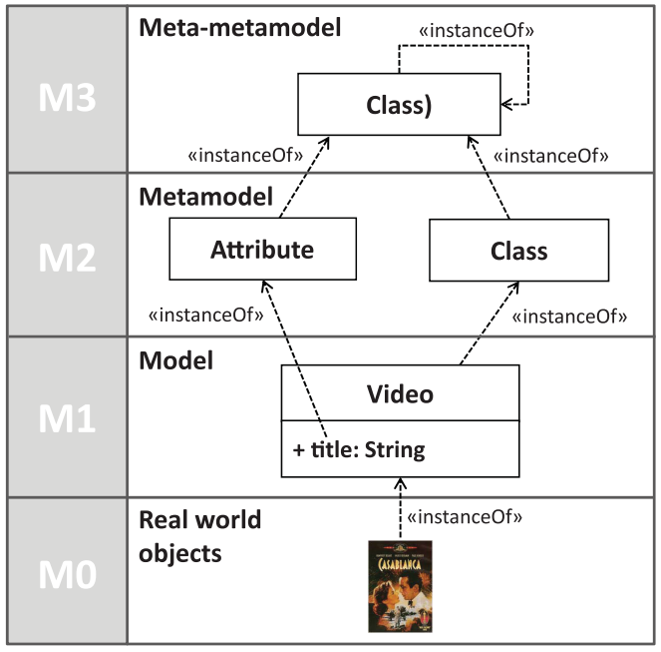 Meta-metamodel
«instanceOf»
M3
Class)
«instanceOf»
«instanceOf»
Metamodel
M2
Attribute
Class
«instanceOf»
«instanceOf»
Model
M1
Video
+ title: String
Real world
objects
«instanceOf»
M0
CASABLANCA